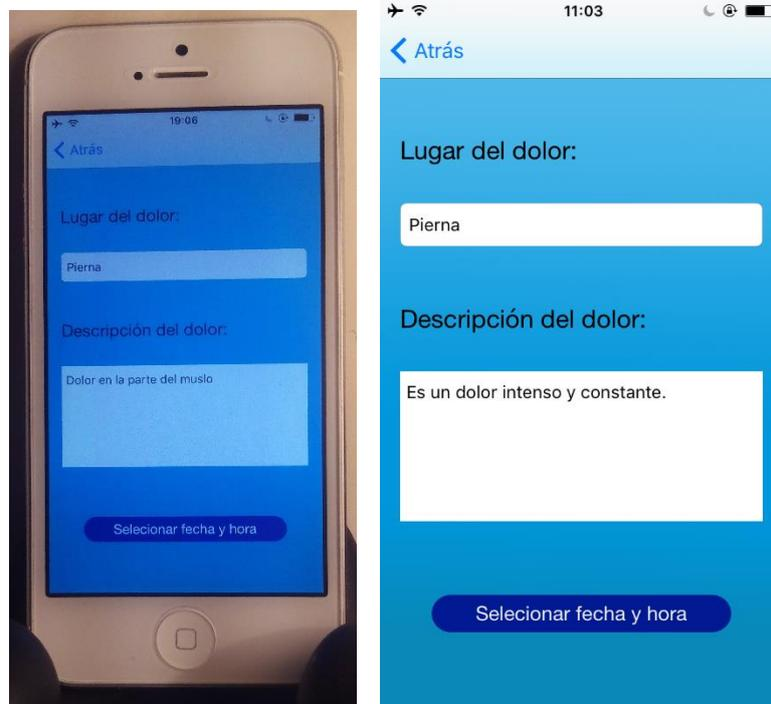 19:06
Atrás
Lugar del dolor:
Pierna
Descripción del dolor:
Dolor en la parte del muslo
Selecionar fecha y hora
11:03
Atrás
Lugar del dolor:
Pierna
Descripción del dolor:
Es un dolor intenso y constante.
Selecionar fecha y hora